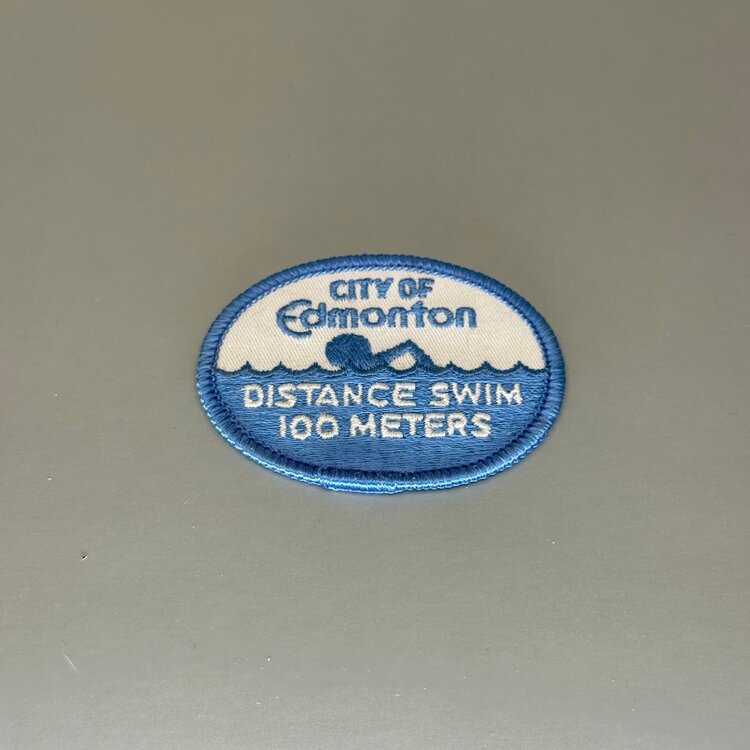 CITY OF
Edmonton
DISTANCE SWIM
100 METERS